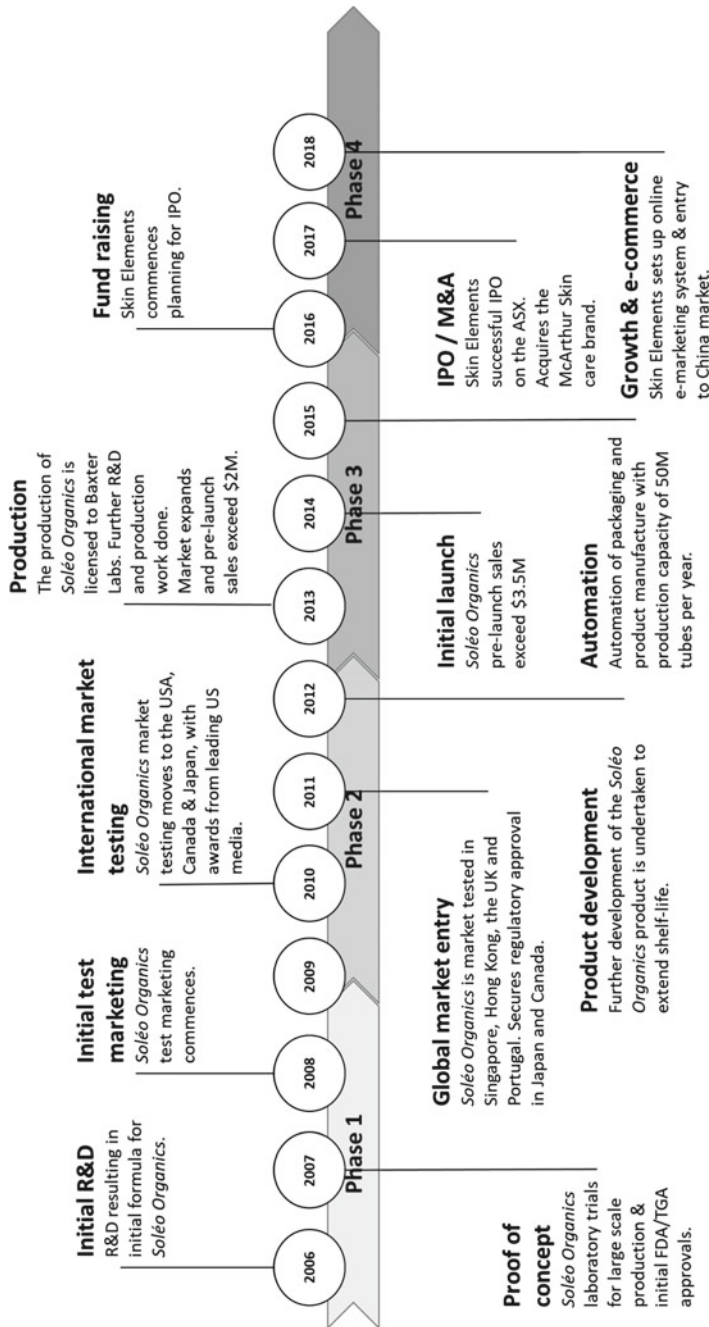 Initial R&D
R&D resulting in
initial formula for
Soléo Organics.
Initial test
marketing
Soléo Organics
test marketing
commences.
International market
testing
Soléo Organics market
testing moves to the USA,
Canada & Japan, with
awards from leading US
media.
Production
The production of
Soléo Organics is
licensed to Baxter
Labs. Further R&D
and production
work done.
Market expands
and pre-launch
sales exceed $2M.
Fund raising
Skin Elements
commences
planning for IPO.
2006
2007
2008
2009
2010
2011
2012
2013
2014
2015
2016
2017
2018
Phase 1
Phase 2
Phase 3
Phase 4
Proof of
concept
Soléo Organics
laboratory trials
for large scale
production &
initial FDA/TGA
approvals.
Global market entry
Soléo Organics is market tested in
Singapore, Hong Kong, the UK and
Portugal. Secures regulatory approval
in Japan and Canada.
Product development
Further development of the Soléo
Organics product is undertaken to
extend shelf-life.
Initial launch
Soléo Organics
pre-launch sales
exceed $3.5M
Automation
Automation of packaging and
product manufacture with
production capacity of 50M
tubes per year.
IPO / M&A
Skin Elements
successful IPO
on the ASX.
Acquires the
McArthur Skin
care brand.
Growth & e-commerce
Skin Elements sets up online
e-marketing system & entry
to China market.